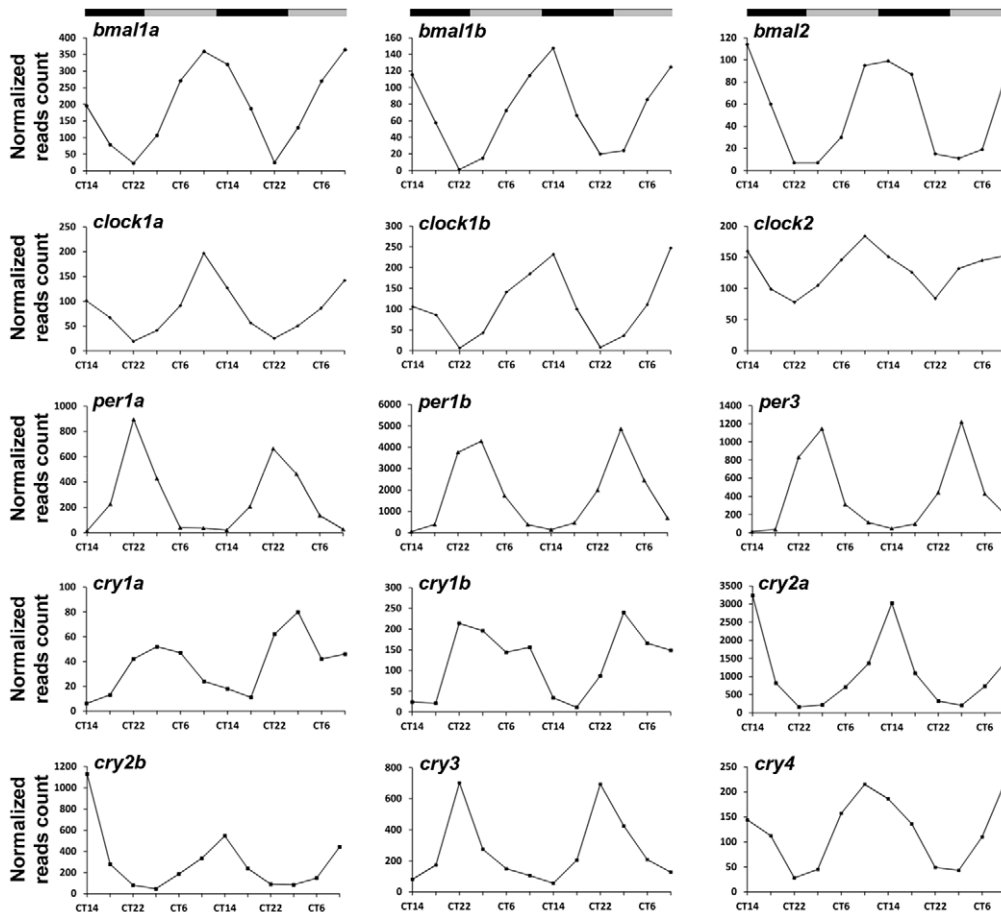 bmal1a
bmal1b
bmal2
Normalized
reads count
400
350
300
250
200
150
100
50
0
CT14 CT22 CT6 CT14 CT22 CT6
160
140
120
100
80
60
40
20
0
CT14 CT22 CT6 CT14 CT22 CT6
120
100
80
60
40
20
0
CT14 CT22 CT6 CT14 CT22 CT6
clock1a
clock1b
clock2
Normalized
reads count
250
200
150
100
50
0
CT14 CT22 CT6 CT14 CT22 CT6
300
250
200
150
100
50
0
CT14 CT22 CT6 CT14 CT22 CT6
200
150
100
50
0
CT14 CT22 CT6 CT14 CT22 CT6
per1a
per1b
per3
Normalized
reads count
1000
800
600
400
200
0
CT14 CT22 CT6 CT14 CT22 CT6
6000
5000
4000
3000
2000
1000
0
CT14 CT22 CT6 CT14 CT22 CT6
1400
1200
1000
800
600
400
200
0
CT14 CT22 CT6 CT14 CT22 CT6
cry1a
cry1b
cry2a
Normalized
reads count
100
80
60
40
20
0
CT14 CT22 CT6 CT14 CT22 CT6
300
250
200
150
100
50
0
CT14 CT22 CT6 CT14 CT22 CT6
3500
3000
2500
2000
1500
1000
500
0
CT14 CT22 CT6 CT14 CT22 CT6
cry2b
cry3
cry4
Normalized
reads count
1200
1000
800
600
400
200
0
CT14 CT22 CT6 CT14 CT22 CT6
800
600
400
200
0
CT14 CT22 CT6 CT14 CT22 CT6
250
200
150
100
50
0
CT14 CT22 CT6 CT14 CT22 CT6